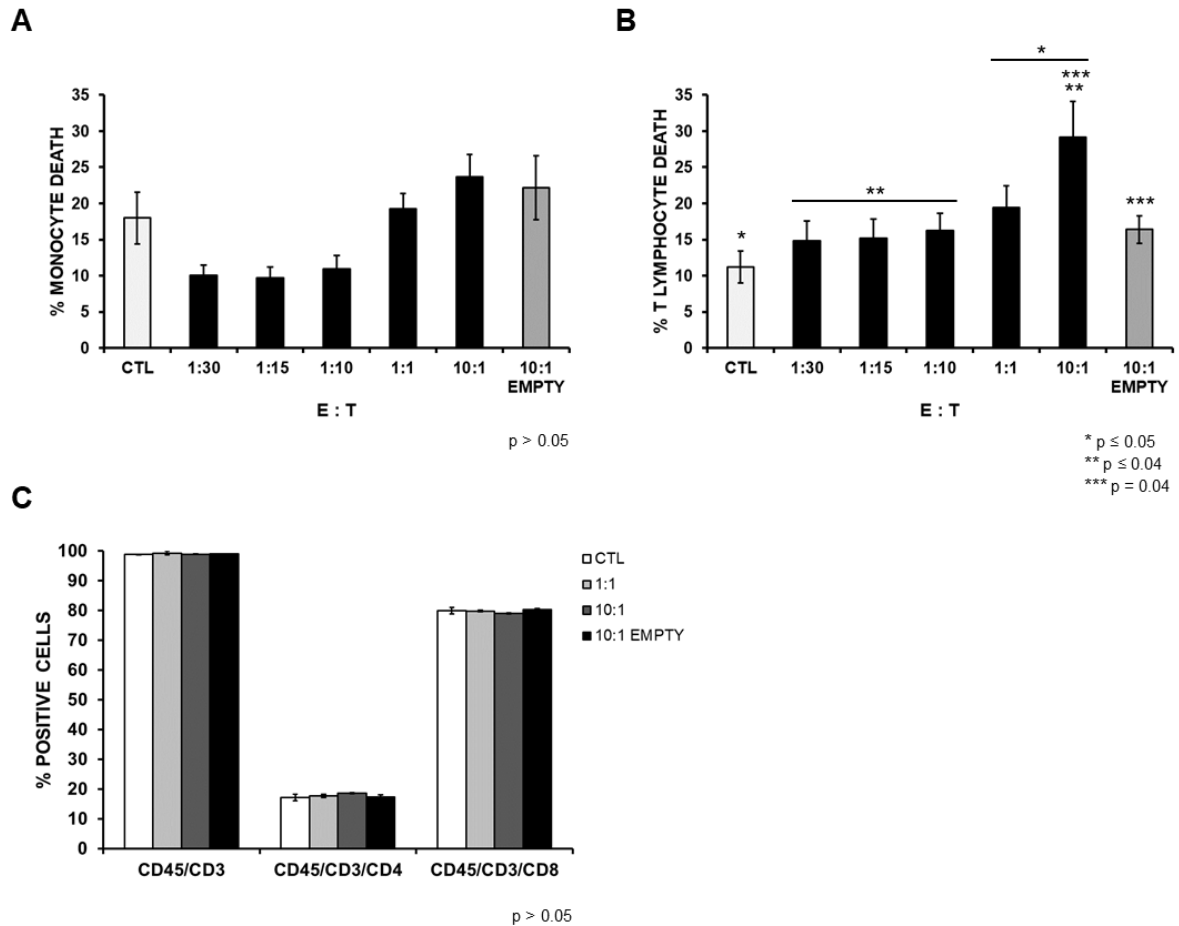 A
% MONOCYTE DEATH
35
30
25
20
15
10
5
0
CTL 1:30 1:15 1:10 1:1 10:1 10:1
EMPTY
E : T
p > 0.05
B
*
***
**
**
***
*
% T LYMPHOCYTE DEATH
35
30
25
20
15
10
5
0
CTL 1:30 1:15 1:10 1:1 10:1 10:1
EMPTY
E : T
* p ≤ 0.05
** p ≤ 0.04
*** p = 0.04
C
% POSITIVE CELLS
100
90
80
70
60
50
40
30
20
10
0
CD45/CD3 CD45/CD3/CD4 CD45/CD3/CD8
CTL
1:1
10:1
10:1 EMPTY
p > 0.05